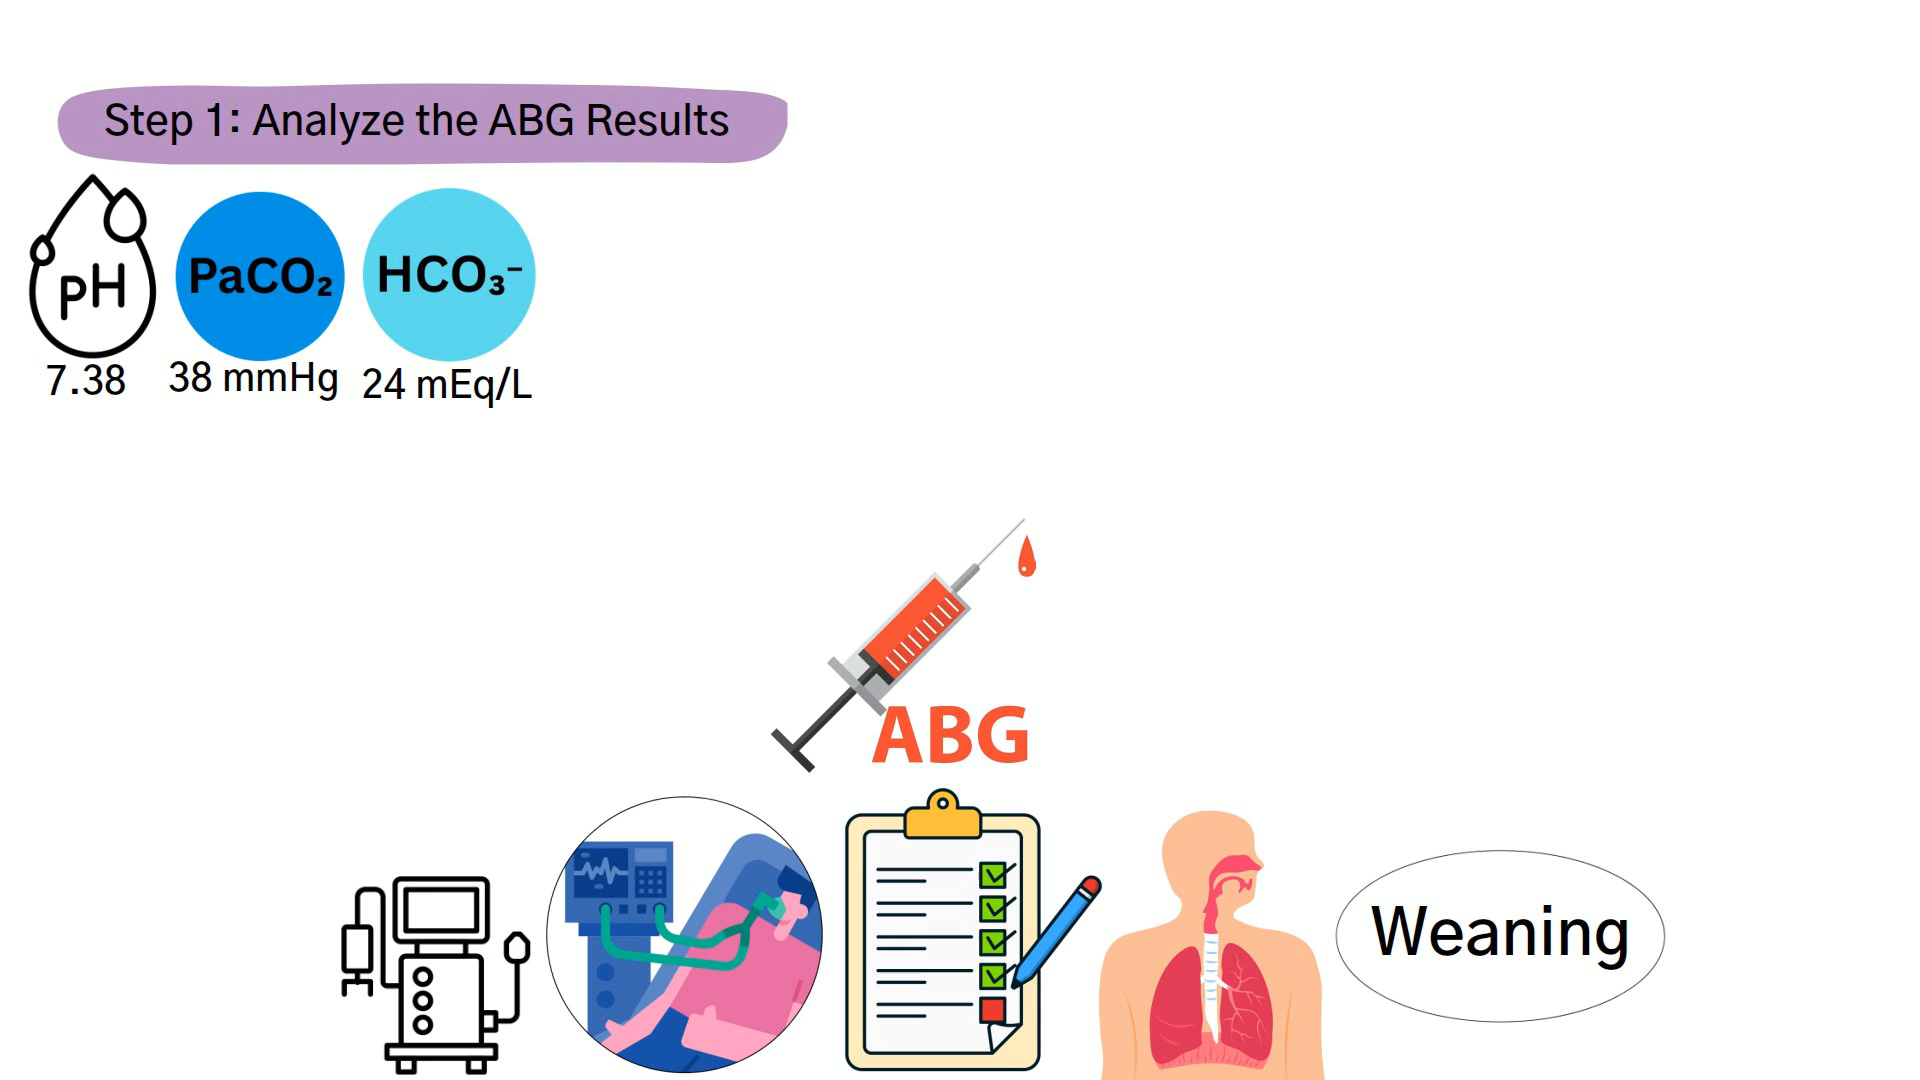 Step 1: Analyze the ABG Results
pH
PaCO₂
HCO₃⁻
7.38
38 mmHg
24 mEq/L
ABG
Weaning